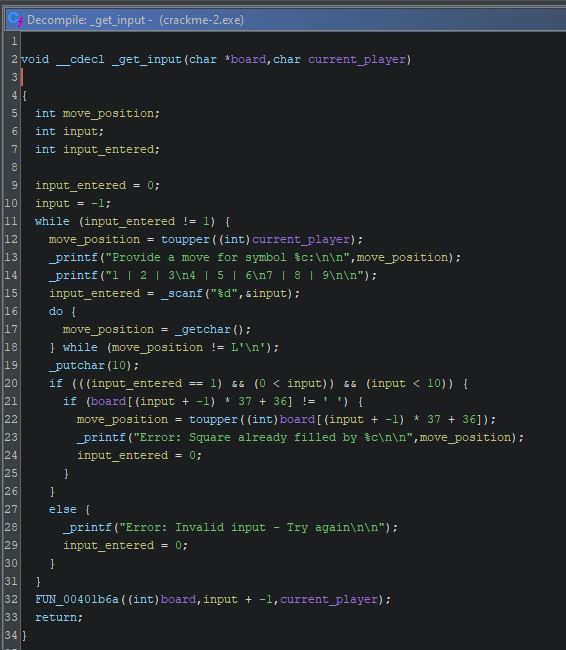 Decompile: _get_input - (crackme-2.exe)
1
2 void __cdecl _get_input(char *board,char current_player)
3
4 {
5   int move_position;
6   int input;
7   int input_entered;
8
9   input_entered = 0;
10   input = -1;
11   while (input_entered != 1) {
12     move_position = toupper((int)current_player);
13     _printf("Provide a move for symbol %c:\n\n",move_position);
14     _printf("1 | 2 | 3\n4 | 5 | 6\n7 | 8 | 9\n\n");
15     input_entered = _scanf("%d",&input);
16     do {
17       move_position = _getchar();
18     } while (move_position != L'\n');
19     _putchar(10);
20     if (((input_entered == 1) && (0 < input)) && (input < 10)) {
21       if (board[(input + -1) * 37 + 36] != ' ') {
22         move_position = toupper((int)board[(input + -1) * 37 + 36]);
23         _printf("Error: Square already filled by %c\n\n",move_position);
24         input_entered = 0;
25       }
26     }
27     else {
28       _printf("Error: Invalid input - Try again\n\n");
29       input_entered = 0;
30     }
31   }
32   FUN_00401b6a((int)board,input + -1,current_player);
33   return;
34 }